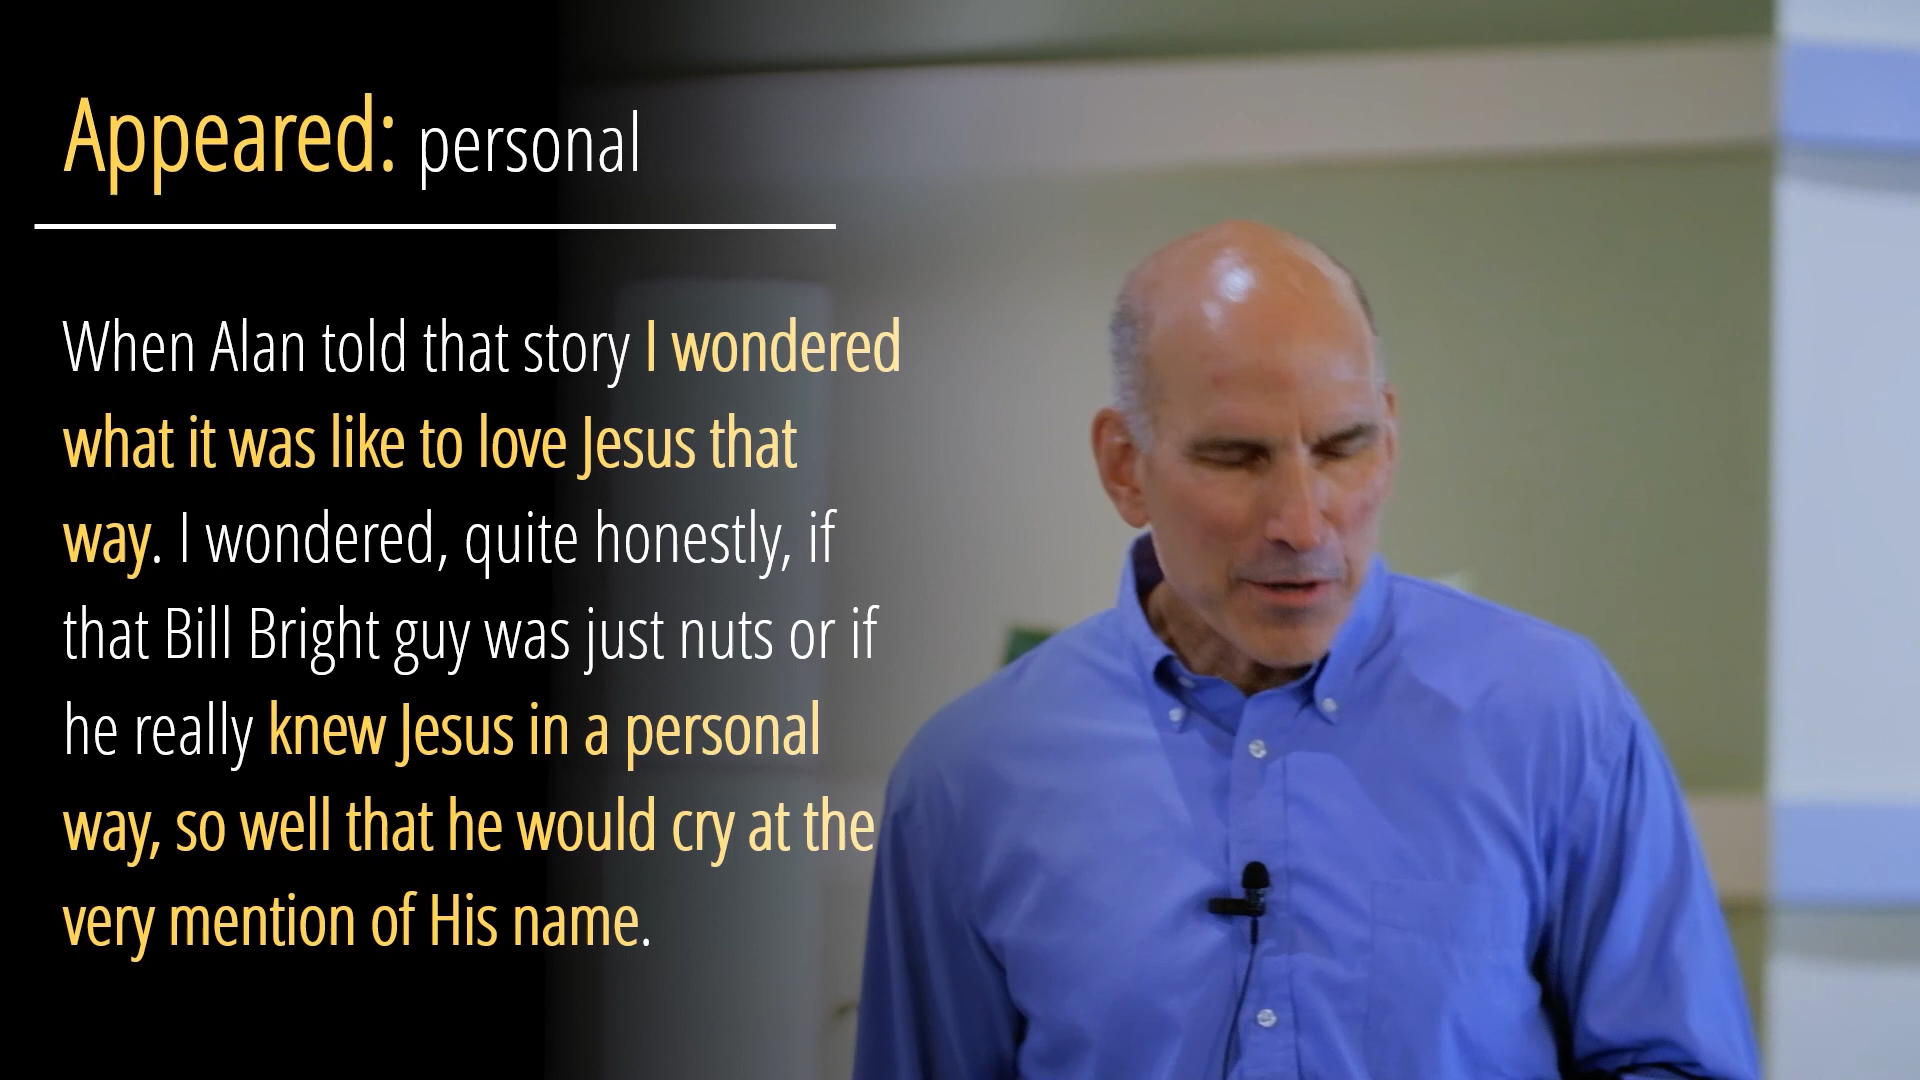 Appeared: personal
When Alan told that story I wondered
what it was like to love Jesus that
way. I wondered, quite honestly, if
that Bill Bright guy was just nuts or if
he really knew Jesus in a personal
way, so well that he would cry at the
very mention of His name.